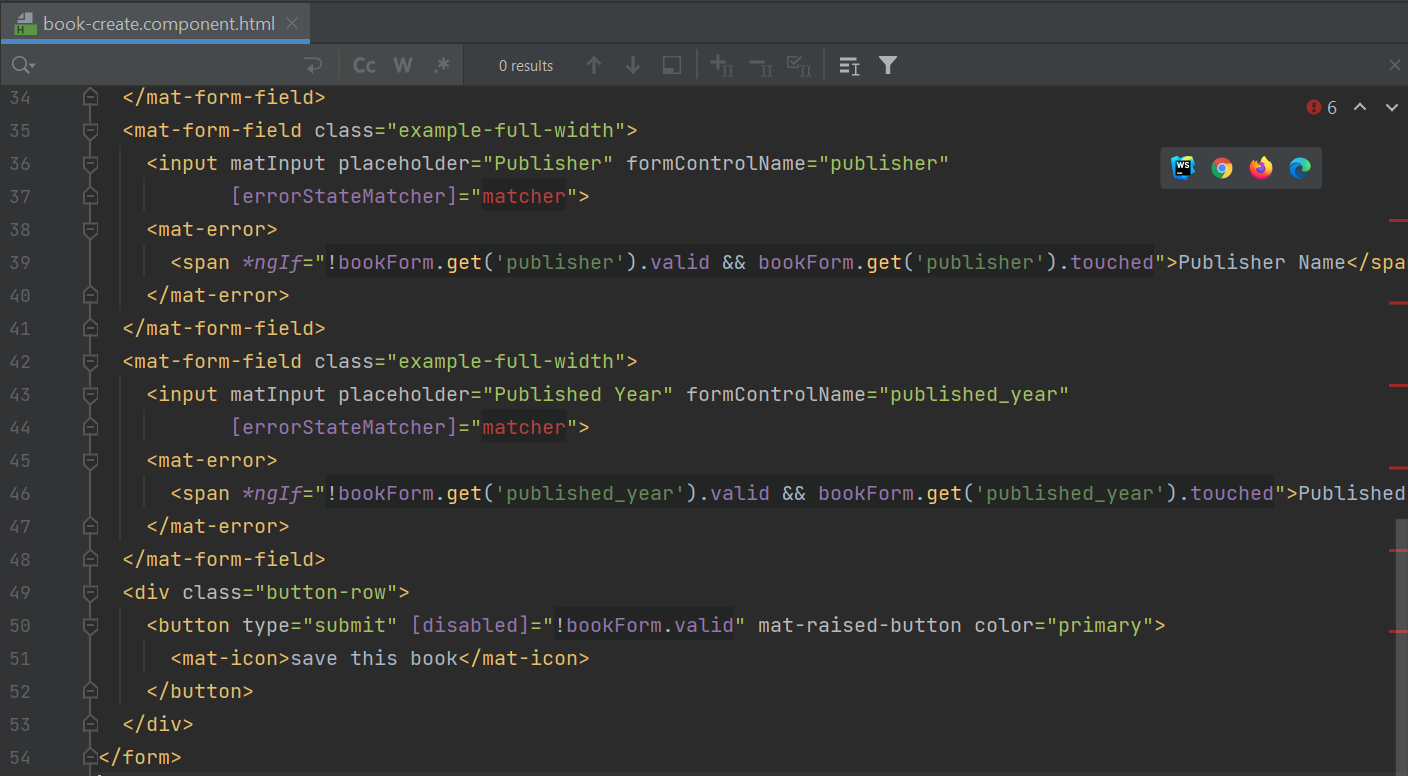 book-create.component.html
Cc W .* 0 results
6
34 </mat-form-field>
35 <mat-form-field class="example-full-width">
36 <input matInput placeholder="Publisher" formControlName="publisher"
37 [errorStateMatcher]="matcher">
38 <mat-error>
39 <span *ngIf="!bookForm.get('publisher').valid && bookForm.get('publisher').touched">Publisher Name</spa
40 </mat-error>
41 </mat-form-field>
42 <mat-form-field class="example-full-width">
43 <input matInput placeholder="Published Year" formControlName="published_year"
44 [errorStateMatcher]="matcher">
45 <mat-error>
46 <span *ngIf="!bookForm.get('published_year').valid && bookForm.get('published_year').touched">Published
47 </mat-error>
48 </mat-form-field>
49 <div class="button-row">
50 <button type="submit" [disabled]="!bookForm.valid" mat-raised-button color="primary">
51 <mat-icon>save this book</mat-icon>
52 </button>
53 </div>
54 </form>